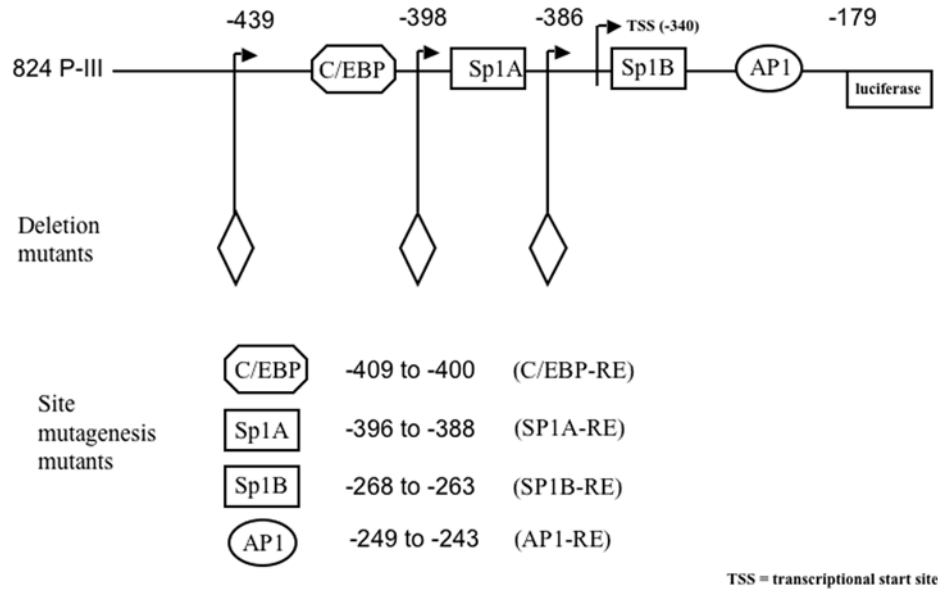 -439 -398 -386 TSS (-340) -179
824 P-III C/EBP Sp1A Sp1B AP1
luciferase
Deletion
mutants
C/EBP -409 to -400 (C/EBP-RE)
Site
mutagenesis
mutants
Sp1A -396 to -388 (SP1A-RE)
Sp1B -268 to -263 (SP1B-RE)
AP1 -249 to -243 (AP1-RE)
TSS = transcriptional start site